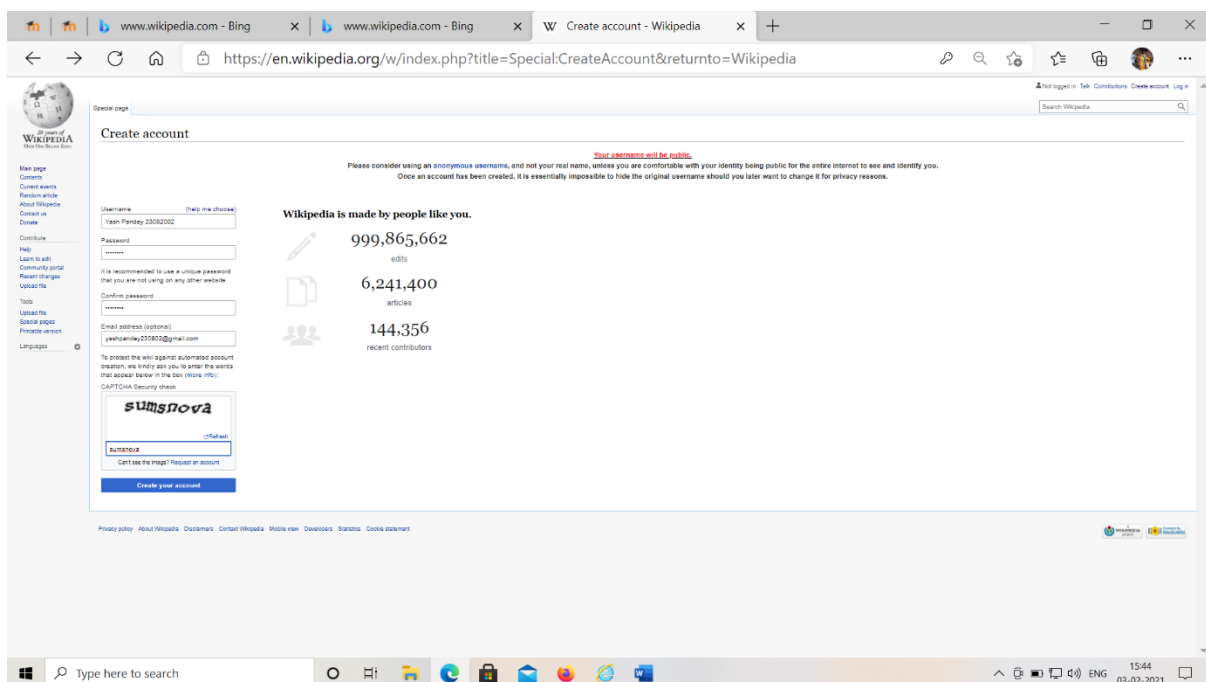 www.wikipedia.com - Bing
www.wikipedia.com - Bing
W Create account - Wikipedia
https://en.wikipedia.org/w/index.php?title=Special:CreateAccount&returnto=Wikipedia
Not logged in Talk Contributions Create account Log in
Special page
Search Wikipedia
20 years of
WIKIPEDIA
Create account
Your username will be public.
Please consider using an anonymous username, and not your real name, unless you are comfortable with your identity being public for the entire internet to see and identify you.
Once an account has been created, it is essentially impossible to hide the original username should you later want to change it for privacy reasons.
Main page
Contents
Current events
Random article
About Wikipedia
Contact us
Donate
Contribute
Help
Learn to edit
Community portal
Recent changes
Upload file
Tools
Upload file
Special pages
Printable version
Languages
Username (help me choose)
Yash Pandey 23082002
Password
It is recommended to use a unique password
that you are not using on any other website.
Confirm password
Email address (optional)
yashpandey230802@gmail.com
To protect the wiki against automated account
creation, we kindly ask you to enter the words
that appear below in the box (more info):
CAPTCHA Security check
sumsnova
Refresh
sumsnova
Can't see the image? Request an account
Create your account
Wikipedia is made by people like you.
999,865,662
edits
6,241,400
articles
144,356
recent contributors
Privacy policy About Wikipedia Disclaimers Contact Wikipedia Mobile view Developers Statistics Cookie statement
Type here to search
ENG
15:44
03-02-2021